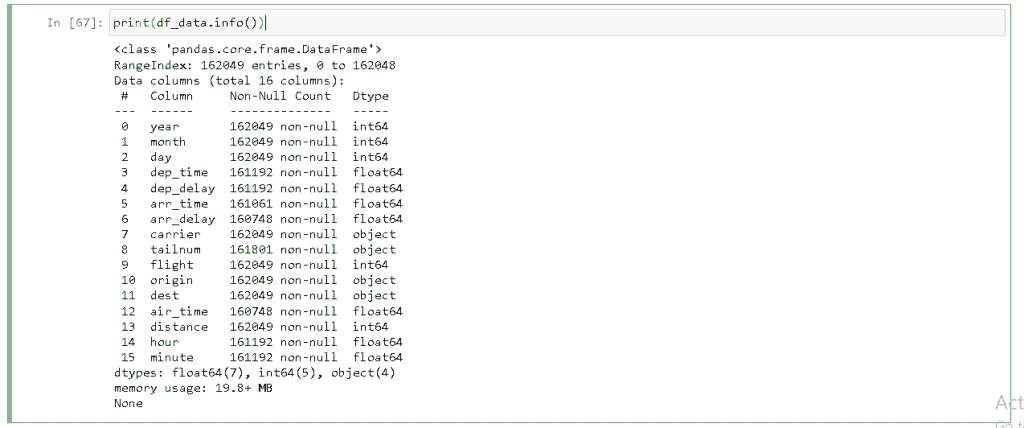 In [67]: print(df_data.info())
<class 'pandas.core.frame.DataFrame'>
RangeIndex: 162049 entries, 0 to 162048
Data columns (total 16 columns):
 #   Column     Non-Null Count   Dtype
---  ------     --------------   -----
 0   year       162049 non-null  int64
 1   month      162049 non-null  int64
 2   day        162049 non-null  int64
 3   dep_time   161192 non-null  float64
 4   dep_delay  161192 non-null  float64
 5   arr_time   161061 non-null  float64
 6   arr_delay  160748 non-null  float64
 7   carrier    162049 non-null  object
 8   tailnum    161801 non-null  object
 9   flight     162049 non-null  int64
 10  origin     162049 non-null  object
 11  dest       162049 non-null  object
 12  air_time   160748 non-null  float64
 13  distance   162049 non-null  int64
 14  hour       161192 non-null  float64
 15  minute     161192 non-null  float64
dtypes: float64(7), int64(5), object(4)
memory usage: 19.8+ MB
None
Act
Go t